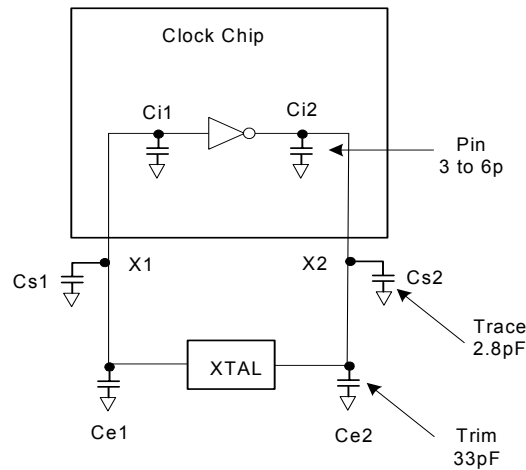 Clock Chip
Ci1
Ci2
Pin
3 to 6p
Cs1
X1
X2
Cs2
Trace
2.8pF
XTAL
Ce1
Ce2
Trim
33pF